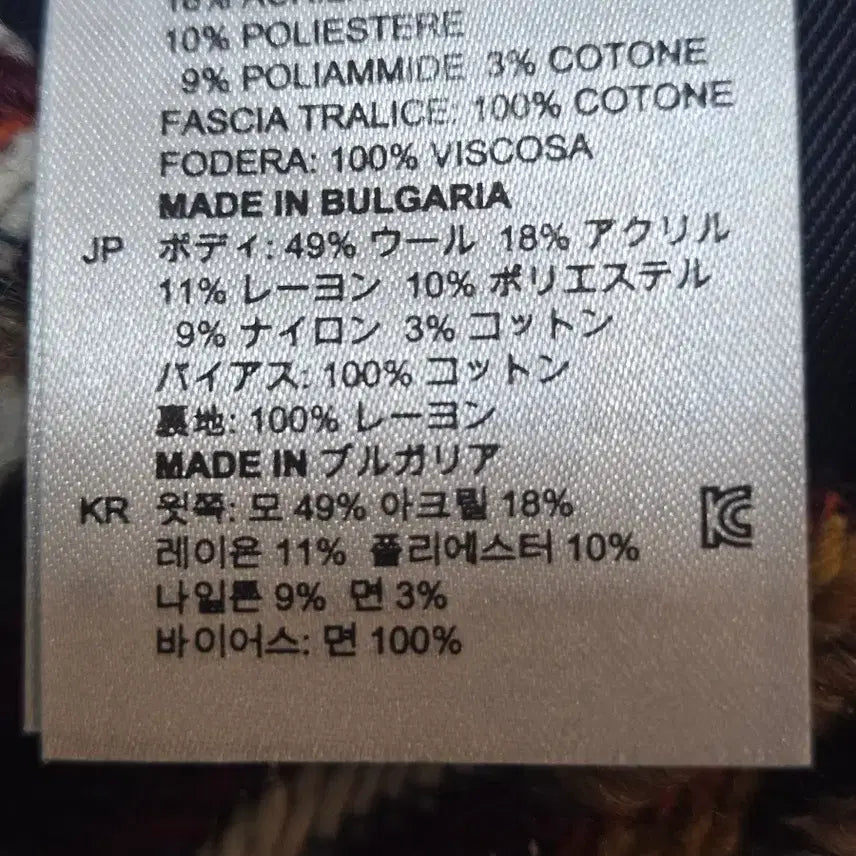 10% POLIESTERE
9% POLIAMMIDE 3% COTONE
FASCIA TRALICE: 100% COTONE
FODERA: 100% VISCOSA
MADE IN BULGARIA
JP ボディ: 49% ウール 18% アクリル
11% レーヨン 10% ポリエステル
9% ナイロン 3% コットン
バイアス: 100% コットン
裏地: 100% レーヨン
MADE IN ブルガリア
KR 윗쪽: 모 49% 아크릴 18%
레이온 11% 폴리에스터 10%
나일론 9% 면 3%
바이어스: 면 100%